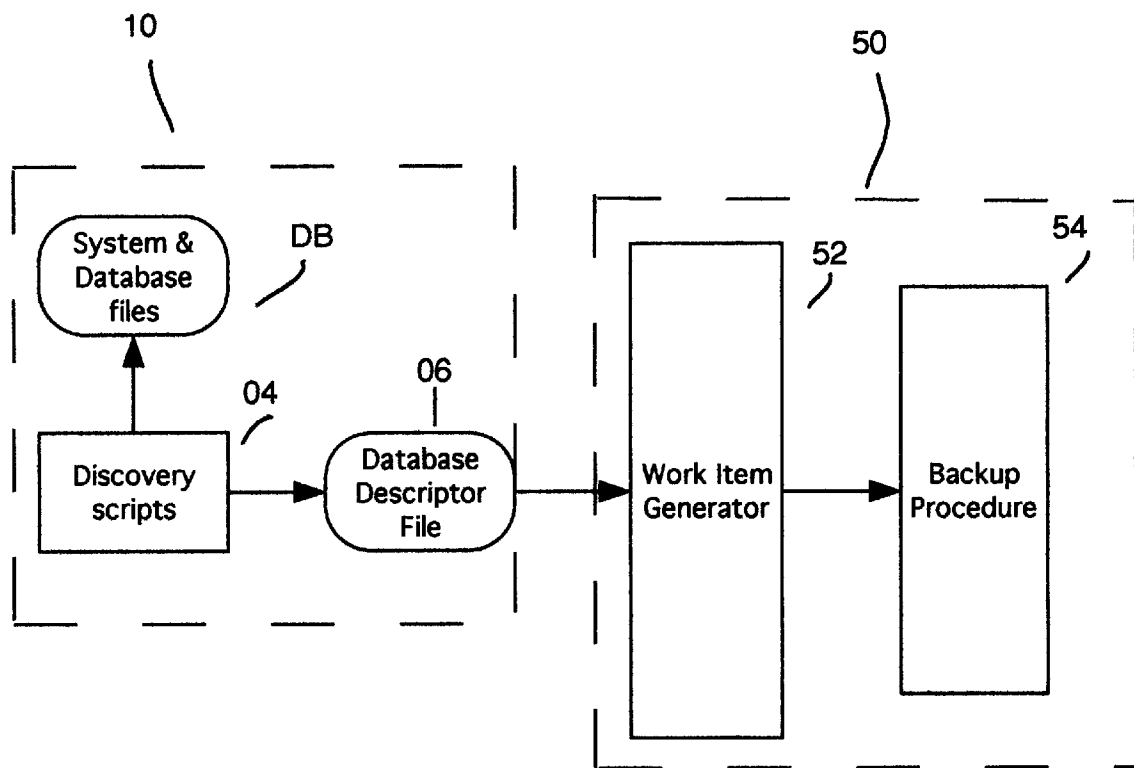 10
50
System &
Database
files
DB
52
54
04
06
Discovery
scripts
Database
Descriptor
File
Work Item
Generator
Backup
Procedure